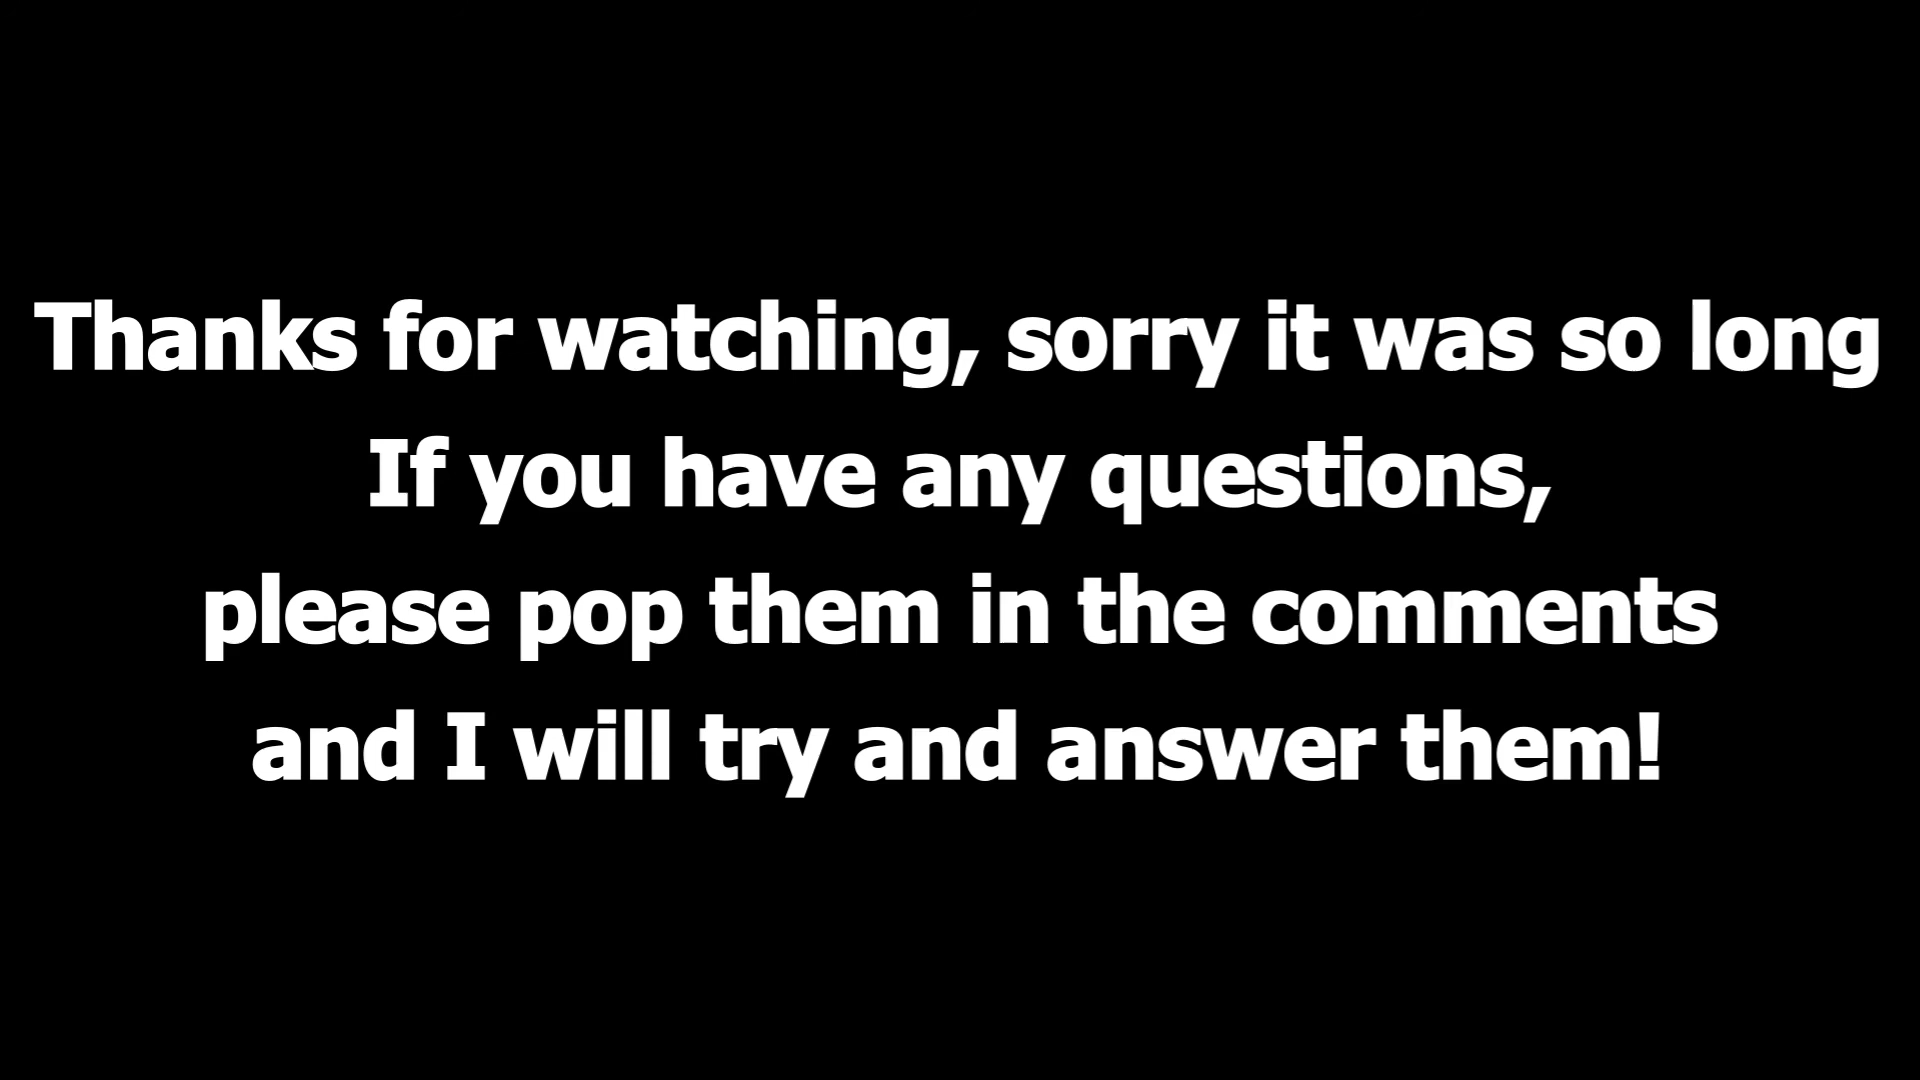 Thanks for watching, sorry it was so long
If you have any questions,
please pop them in the comments
and I will try and answer them!